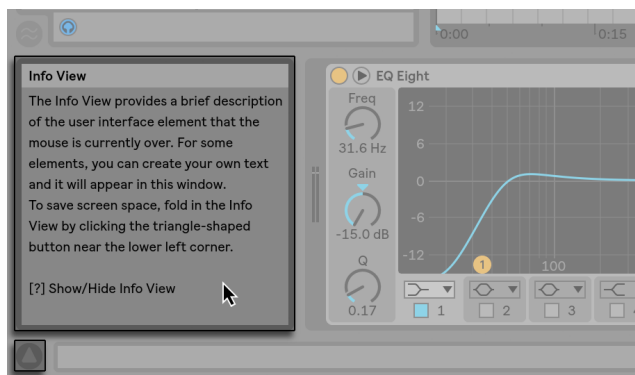 0:00
0:15
Info View
The Info View provides a brief description
of the user interface element that the
mouse is currently over. For some
elements, you can create your own text
and it will appear in this window.
To save screen space, fold in the Info
View by clicking the triangle-shaped
button near the lower left corner.
[?] Show/Hide Info View
EQ Eight
Freq
31.6 Hz
Gain
-15.0 dB
Q
0.17
12
6
0
-6
-12
1
100
1
2
3